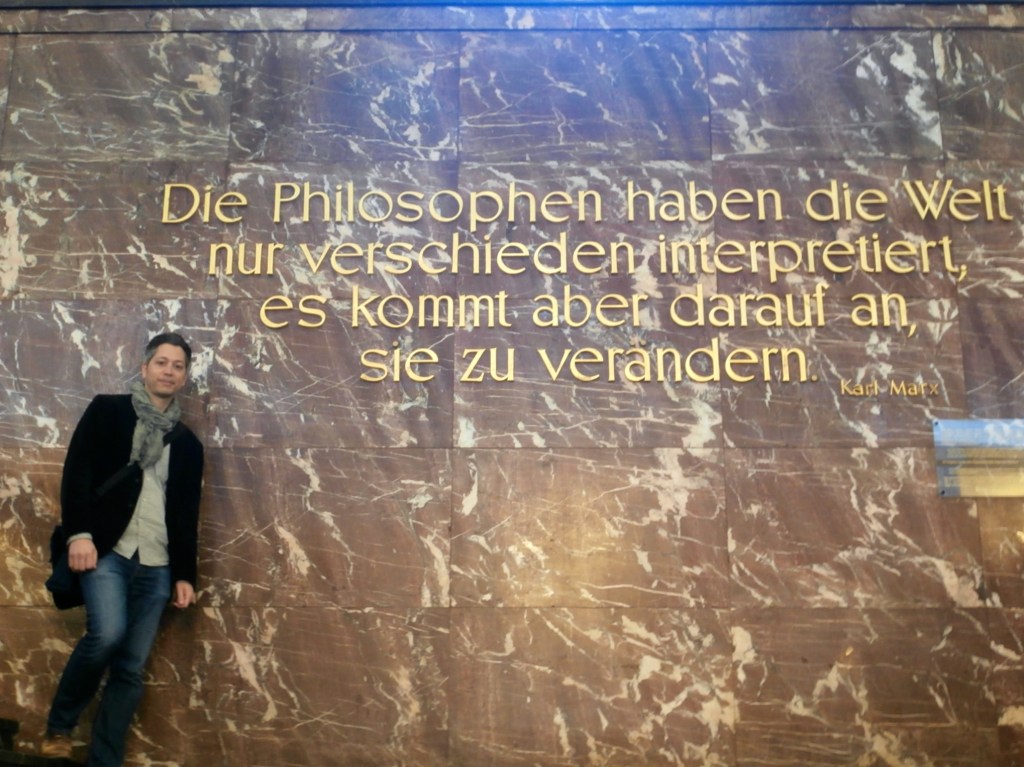 Die Philosophen haben die Welt
nur verschieden interpretiert,
es kommt aber darauf an,
sie zu verändern.
Karl Marx